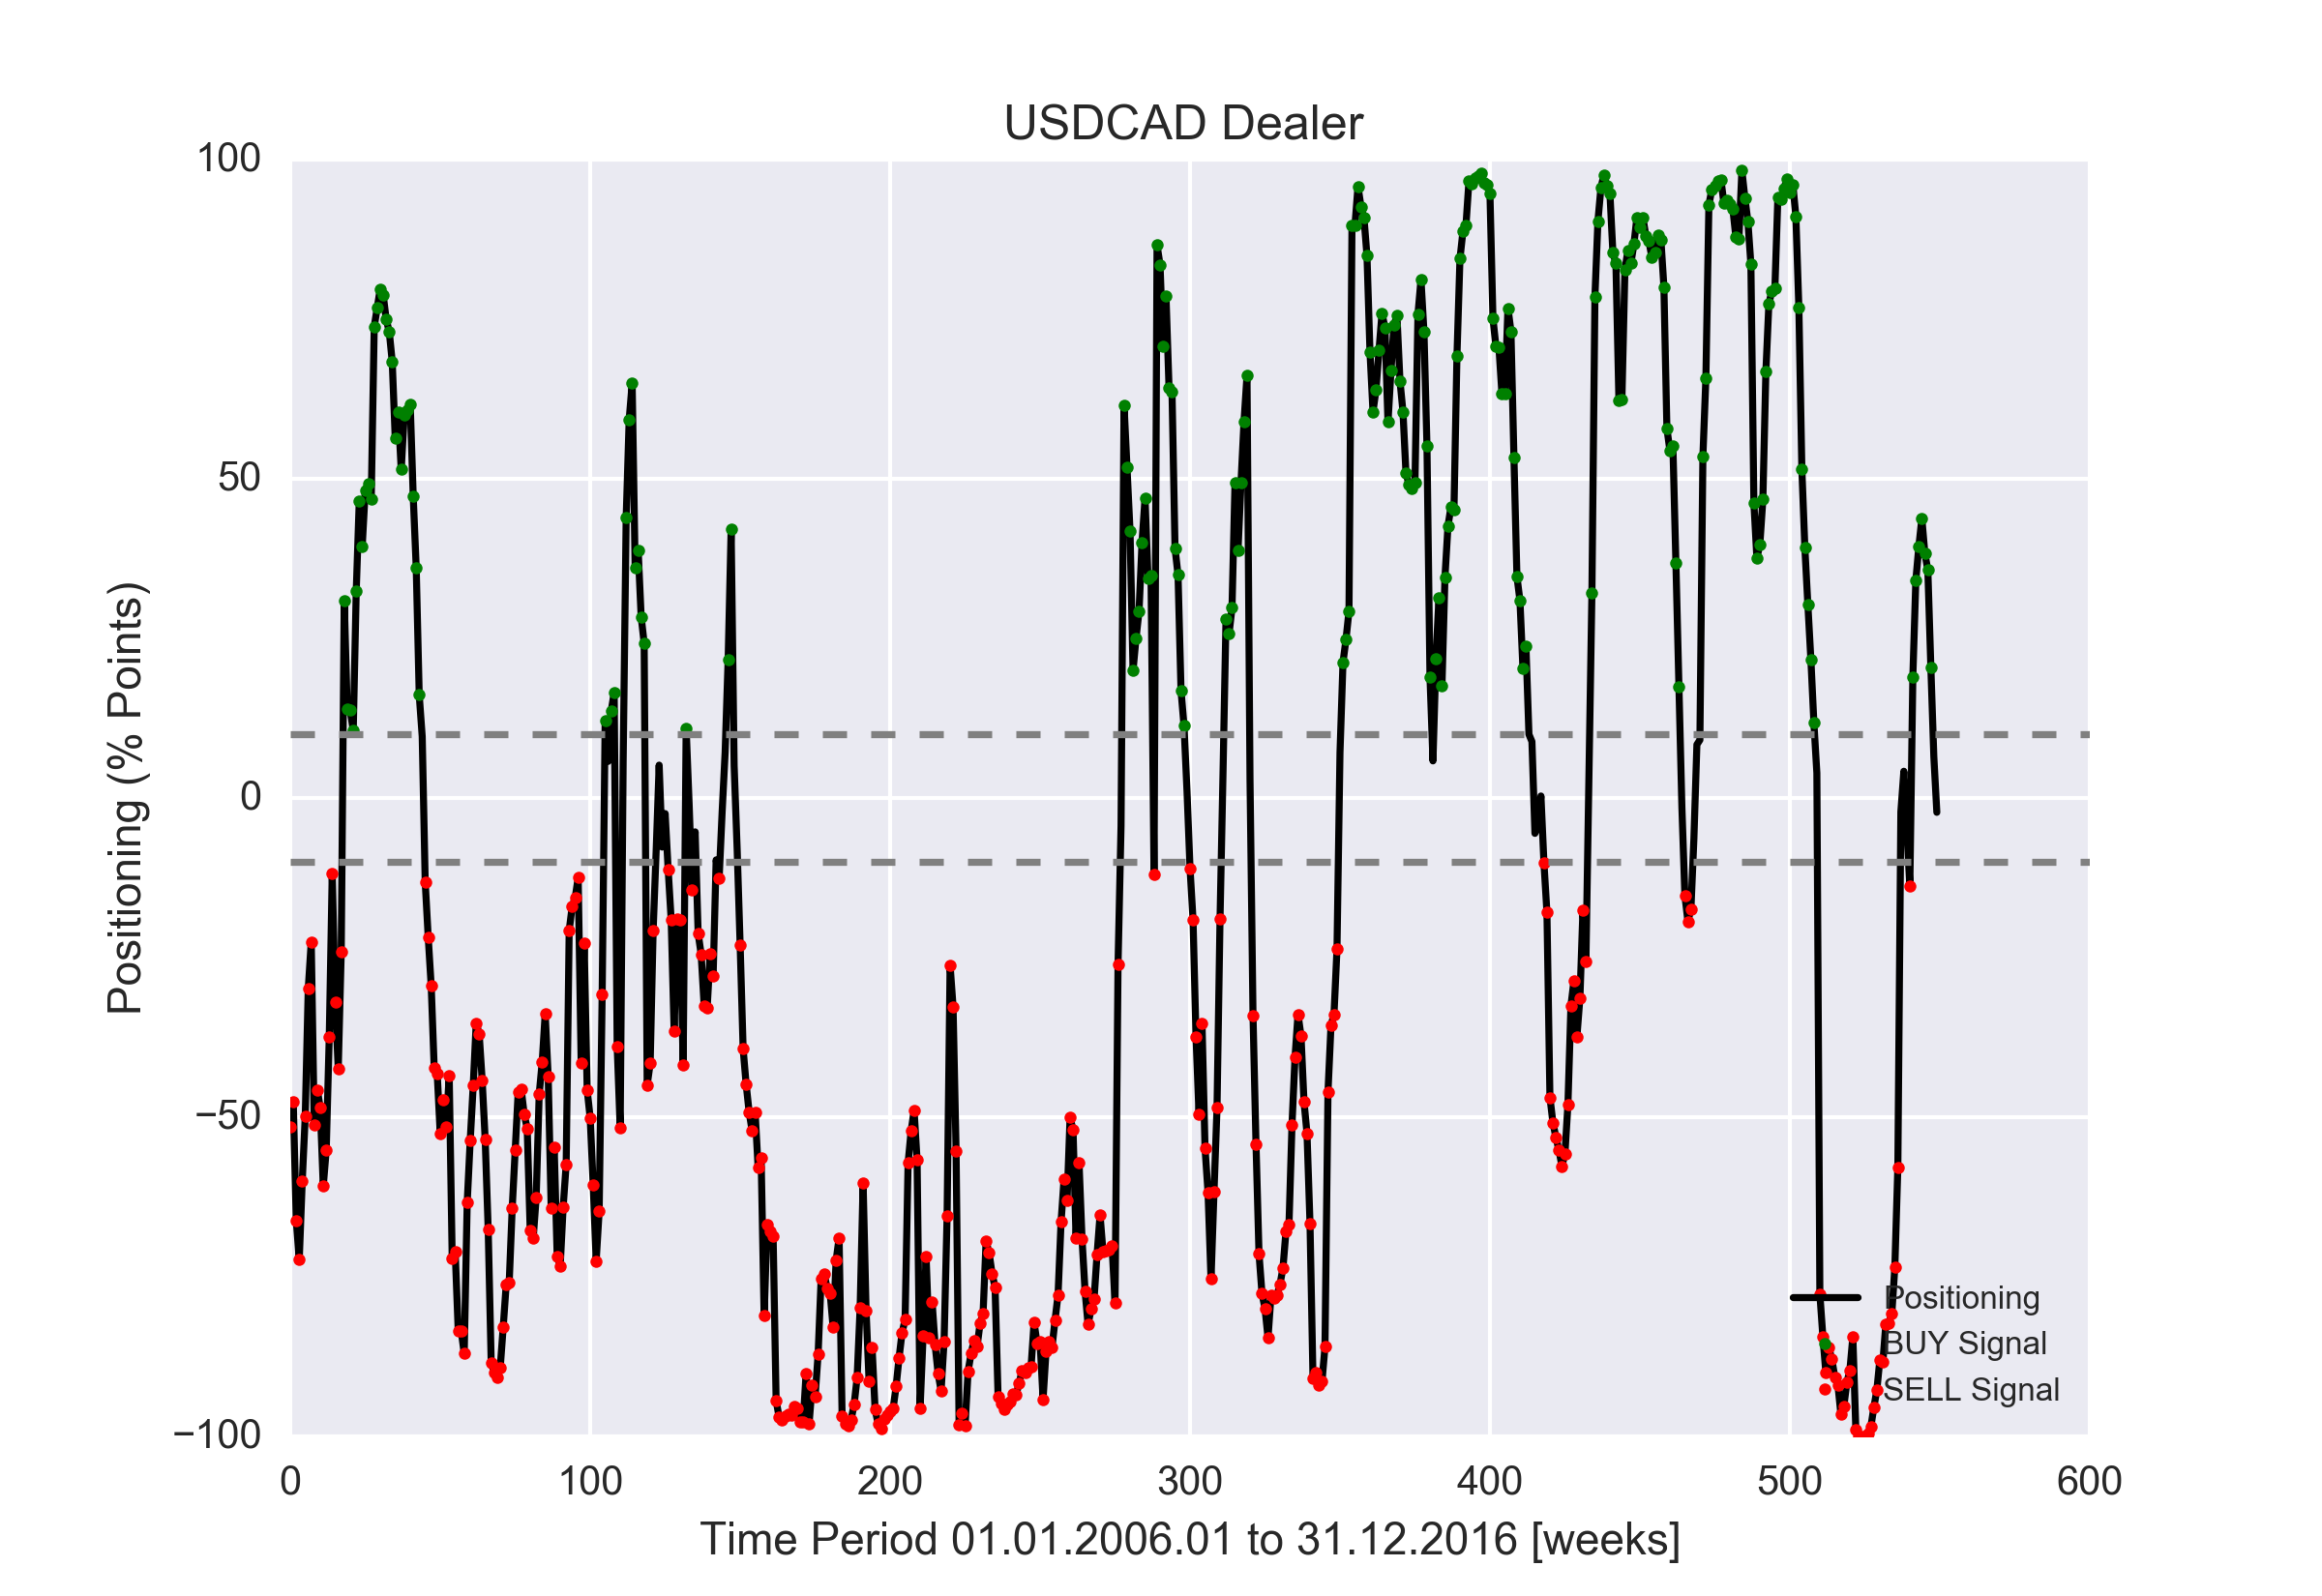 USDCAD Dealer
100
50
0
−50
−100
Positioning (% Points)
0 100 200 300 400 500 600
Time Period 01.01.2006.01 to 31.12.2016 [weeks]
Positioning
BUY Signal
SELL Signal